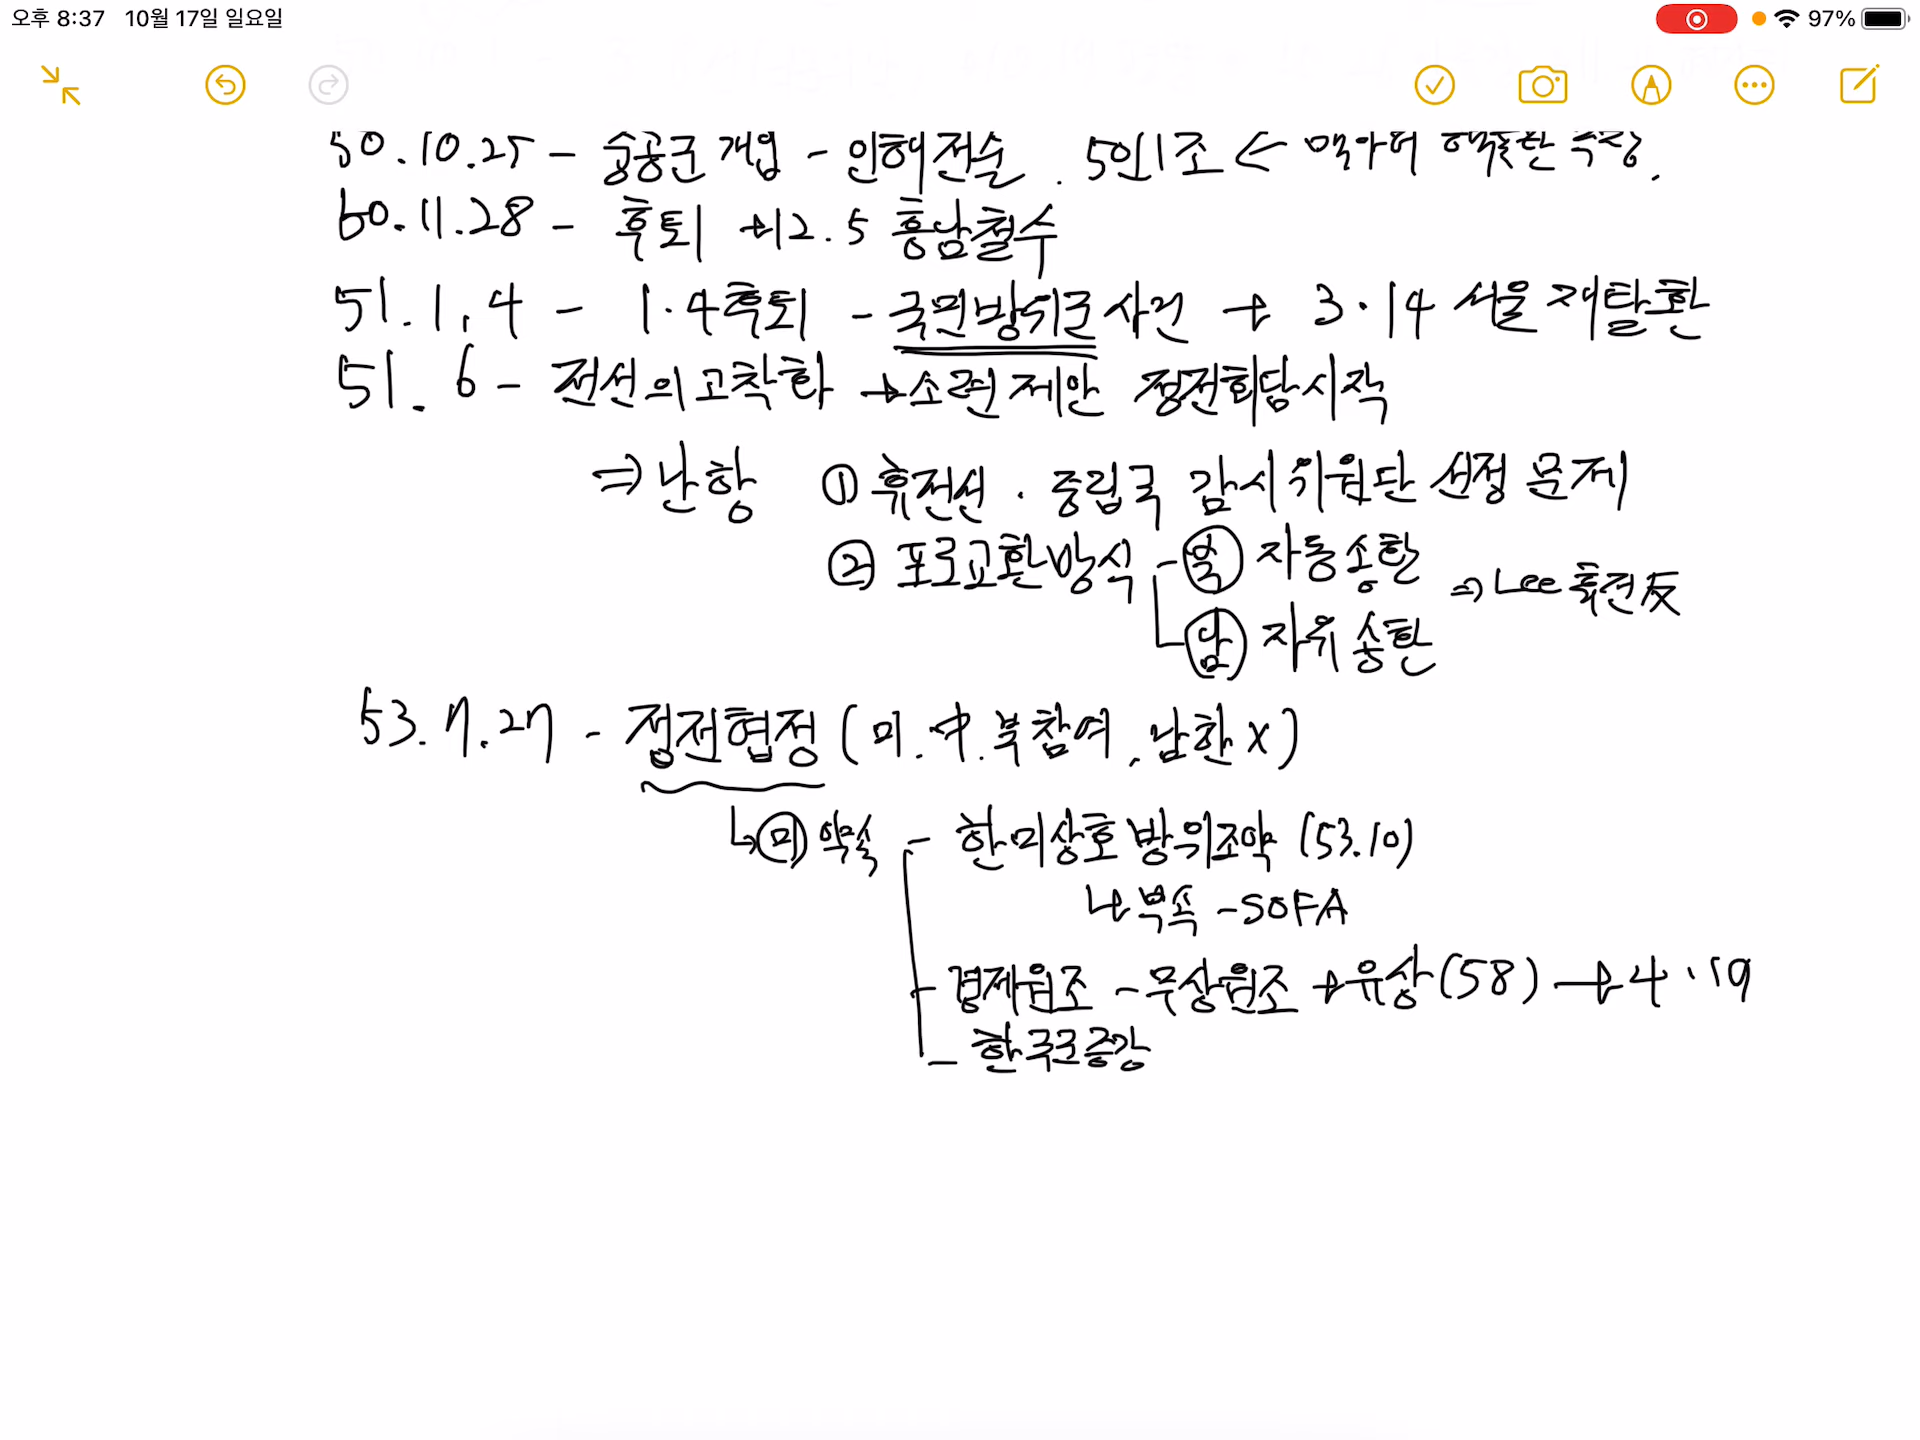 오후 8:37 10월 17일 일요일 97%
50.10.25 - 중공군 개입 - 인해전술. 5인1조 ← 맥아더 핵폭탄 주장.
50.11.28 - 후퇴 → 12.5 흥남철수
51.1.4 - 1·4후퇴 - 국민방위군 사건 → 3·14 서울 재탈환
51. 6 - 전선의 고착화 → 소련 제안 정전회담시작
⇒ 난항 ① 휴전선 · 중립국 감시위원단 선정 문제
② 포로교환방식 - 북 자동송환
남 자유송환 ⇒ Lee 휴전反
53.7.27 - 정전협정 (미.中.북참여, 남한 x)
↳ 미 약속 - 한미상호방위조약 (53.10)
↳ 부속 - SOFA
- 경제원조 - 무상원조 → 유상(58) → 4·19
- 한국군증강